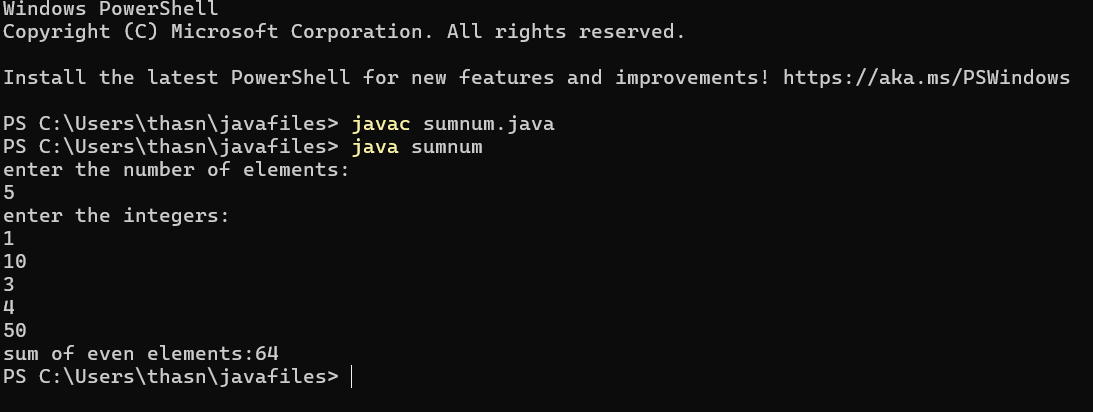 Windows PowerShell
Copyright (C) Microsoft Corporation. All rights reserved.
Install the latest PowerShell for new features and improvements! https://aka.ms/PSWindows
PS C:\Users\thasn\javafiles> javac sumnum.java
PS C:\Users\thasn\javafiles> java sumnum
enter the number of elements:
5
enter the integers:
1
10
3
4
50
sum of even elements:64
PS C:\Users\thasn\javafiles>